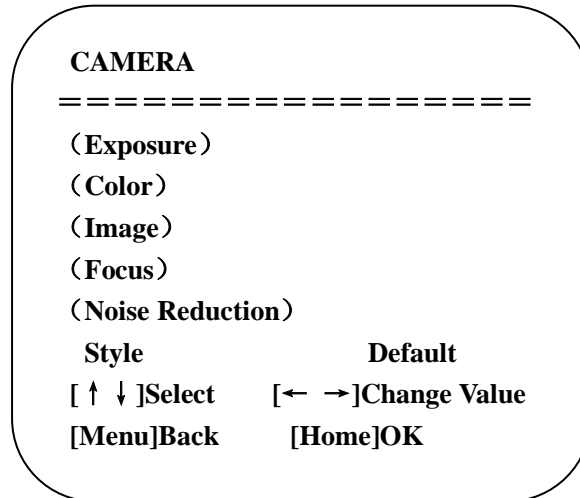 CAMERA
==================
（Exposure）
（Color）
（Image）
（Focus）
（Noise Reduction）
Style Default
[↑ ↓]Select [← →]Change Value
[Menu]Back [Home]OK